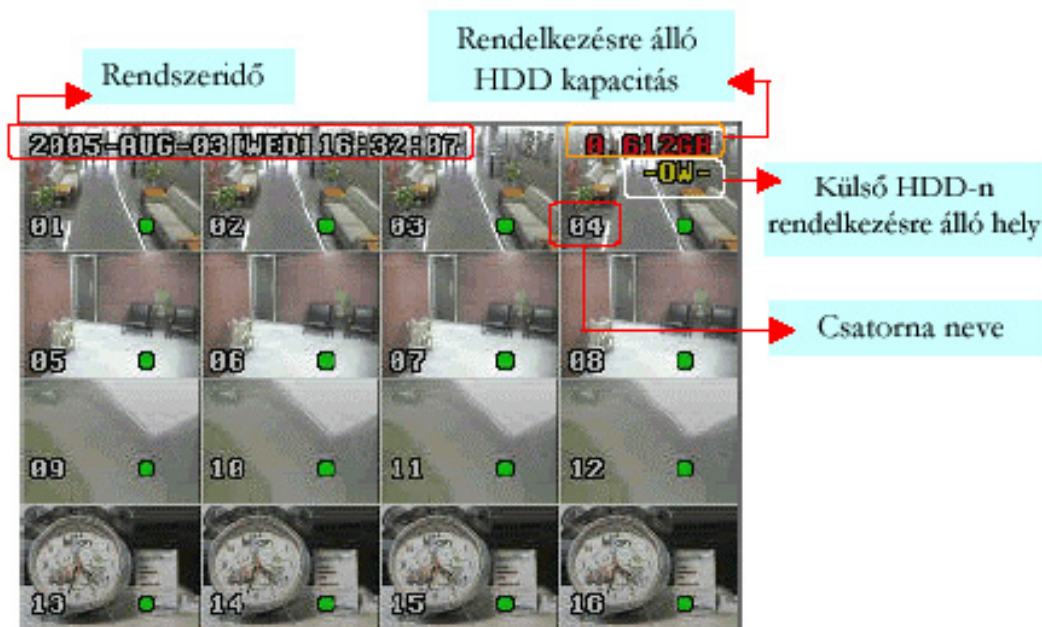 Rendszeridő
Rendelkezésre álló
HDD kapacitás
2005-AUG-03[WED]16:32:07
0.612GB
-OW-
Külső HDD-n
rendelkezésre álló hely
01
02
03
04
Csatorna neve
05
06
07
08
09
10
11
12
13
14
15
16